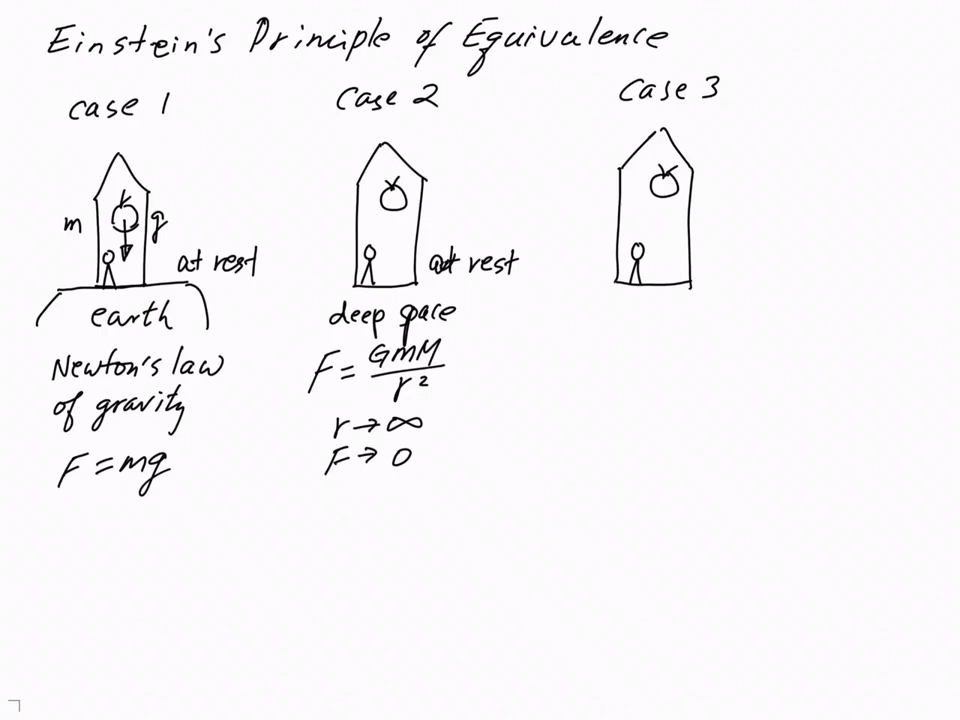 Einstein's Principle of Equivalence
case 1
Case 2
Case 3
m
g
at rest
at rest
earth
deep space
Newton's law
of gravity
F = mg
F = GmM / r²
r → ∞
F → 0